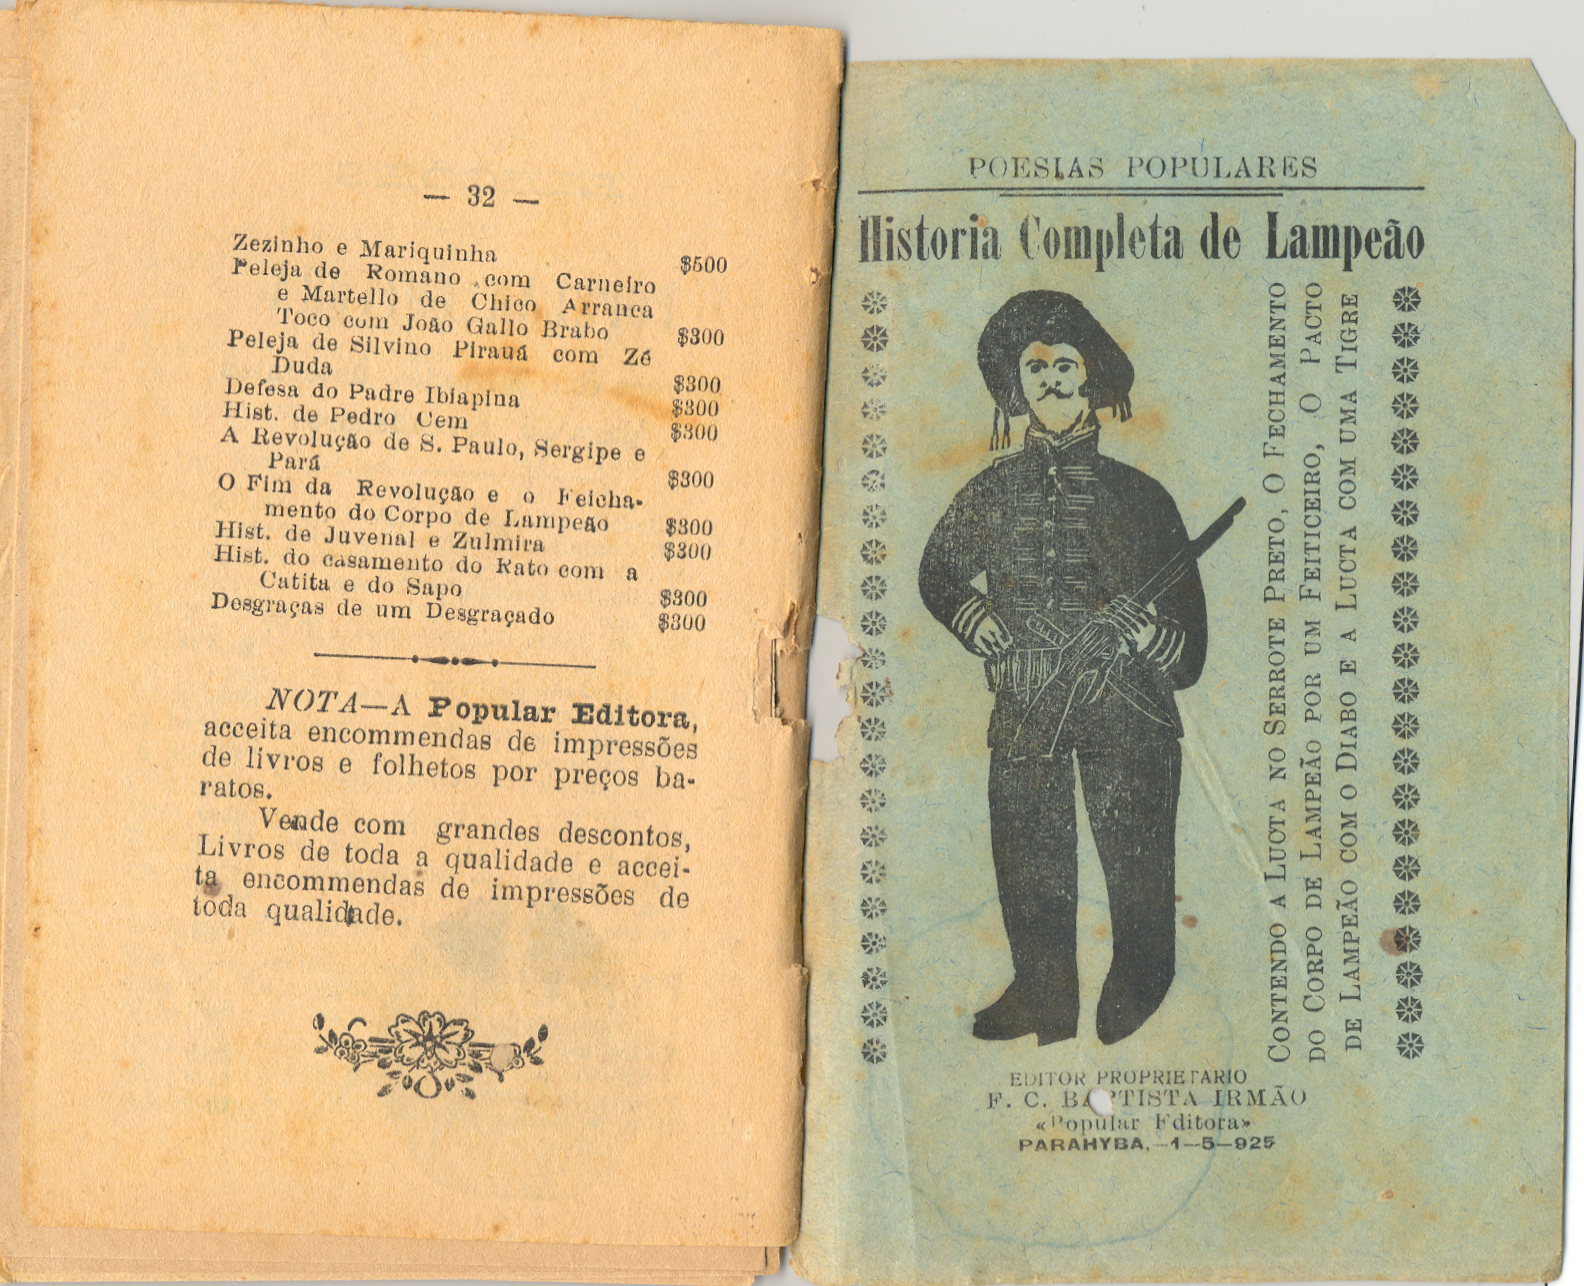 — 32 —
Zezinho e Mariquinha $500
Peleja de Romano com Carneiro
e Martello de Chico Arranca
Toco com João Gallo Brabo $300
Peleja de Silvino Pirauá com Zé
Duda $300
Defesa do Padre Ibiapina $300
Hist. de Pedro Cem $300
A Revolução de S. Paulo, Sergipe e
Pará $300
O Fim da Revolução e o Feicha-
mento do Corpo de Lampeão $300
Hist. de Juvenal e Zulmira $300
Hist. do casamento do Rato com a
Catita e do Sapo $300
Desgraças de um Desgraçado $300
NOTA—A Popular Editora,
acceita encommendas de impressões
de livros e folhetos por preços ba-
ratos.
Vende com grandes descontos,
Livros de toda a qualidade e accei-
ta encommendas de impressões de
toda qualidade.
POESIAS POPULARES
Historia Completa de Lampeão
CONTENDO A LUCTA NO SERROTE PRETO, O FECHAMENTO
DO CORPO DE LAMPEÃO POR UM FEITICEIRO, O PACTO
DE LAMPEÃO COM O DIABO E A LUCTA COM UMA TIGRE
EDITOR PROPRIETARIO
F. C. BAPTISTA IRMÃO
«Popular Editora»
PARAHYBA,—1—5—925